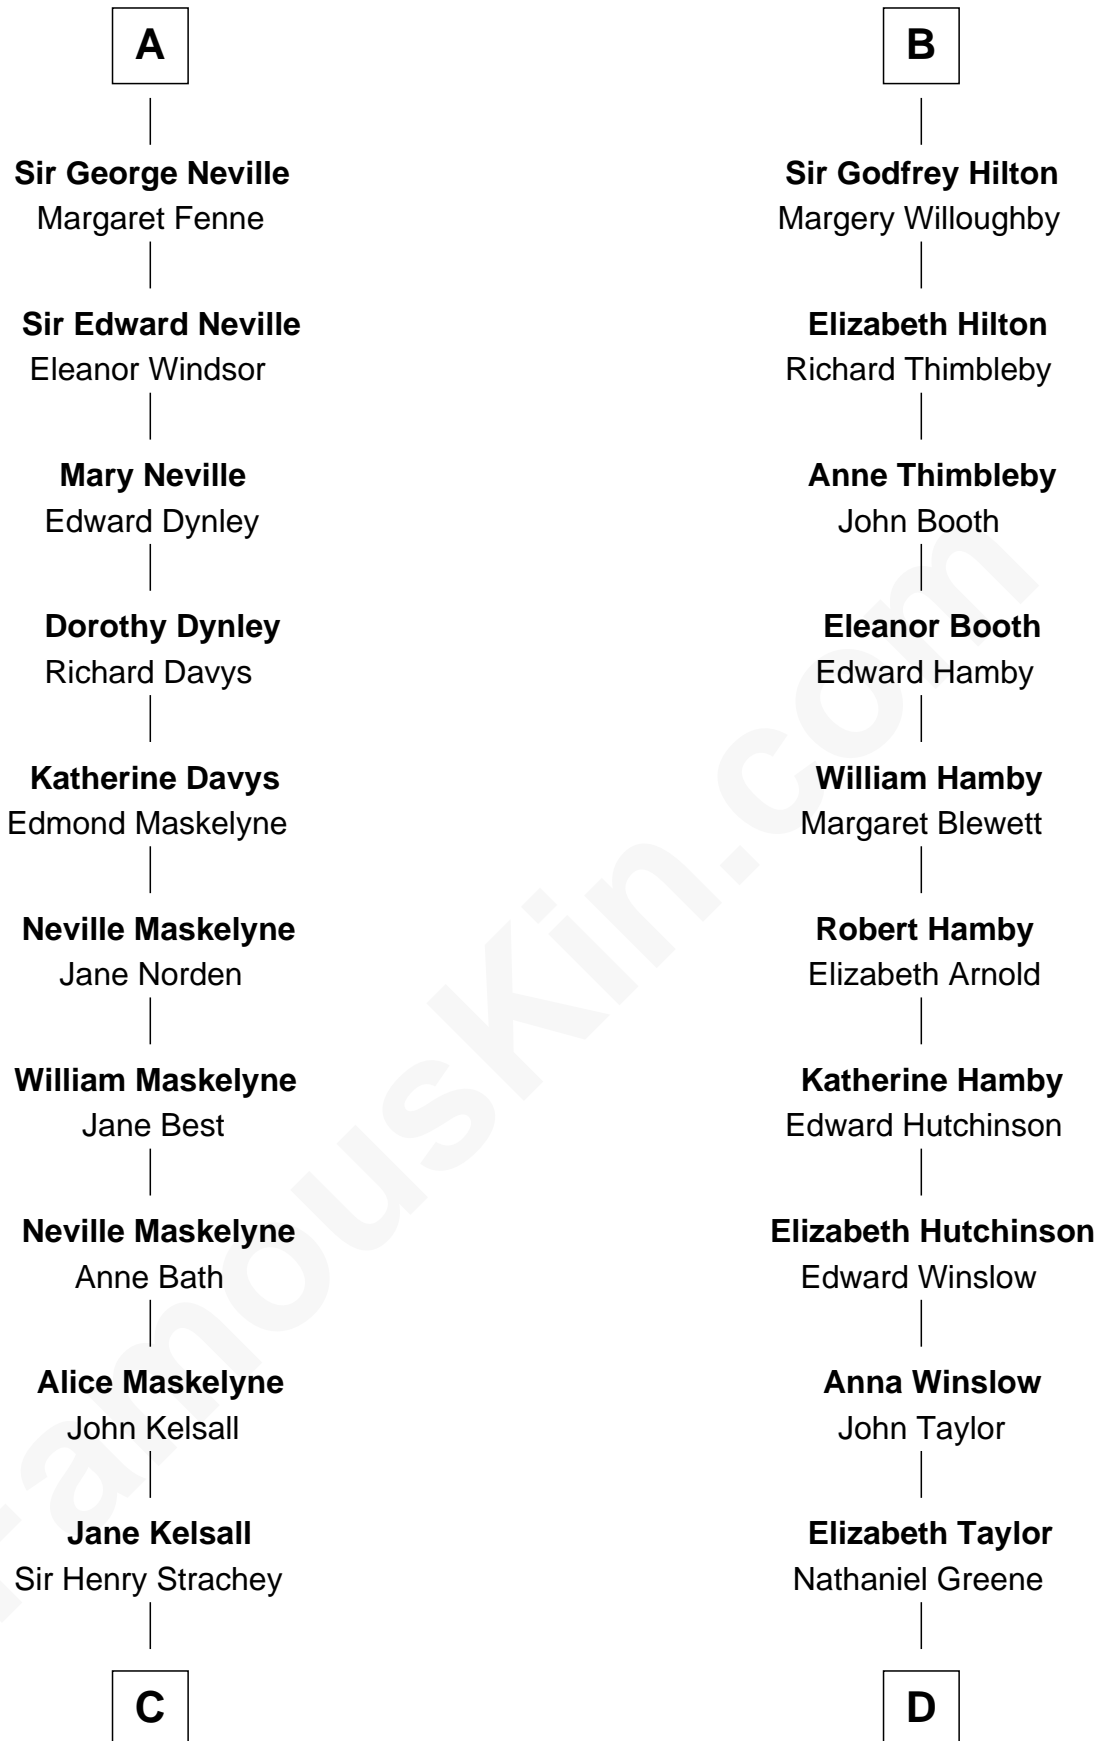 A
Sir George Neville
Margaret Fenne
Sir Edward Neville
Eleanor Windsor
Mary Neville
Edward Dynley
Dorothy Dynley
Richard Davys
Katherine Davys
Edmond Maskelyne
Neville Maskelyne
Jane Norden
William Maskelyne
Jane Best
Neville Maskelyne
Anne Bath
Alice Maskelyne
John Kelsall
Jane Kelsall
Sir Henry Strachey
C
B
Sir Godfrey Hilton
Margery Willoughby
Elizabeth Hilton
Richard Thimbleby
Anne Thimbleby
John Booth
Eleanor Booth
Edward Hamby
William Hamby
Margaret Blewett
Robert Hamby
Elizabeth Arnold
Katherine Hamby
Edward Hutchinson
Elizabeth Hutchinson
Edward Winslow
Anna Winslow
John Taylor
Elizabeth Taylor
Nathaniel Greene
D
FamousKin.com